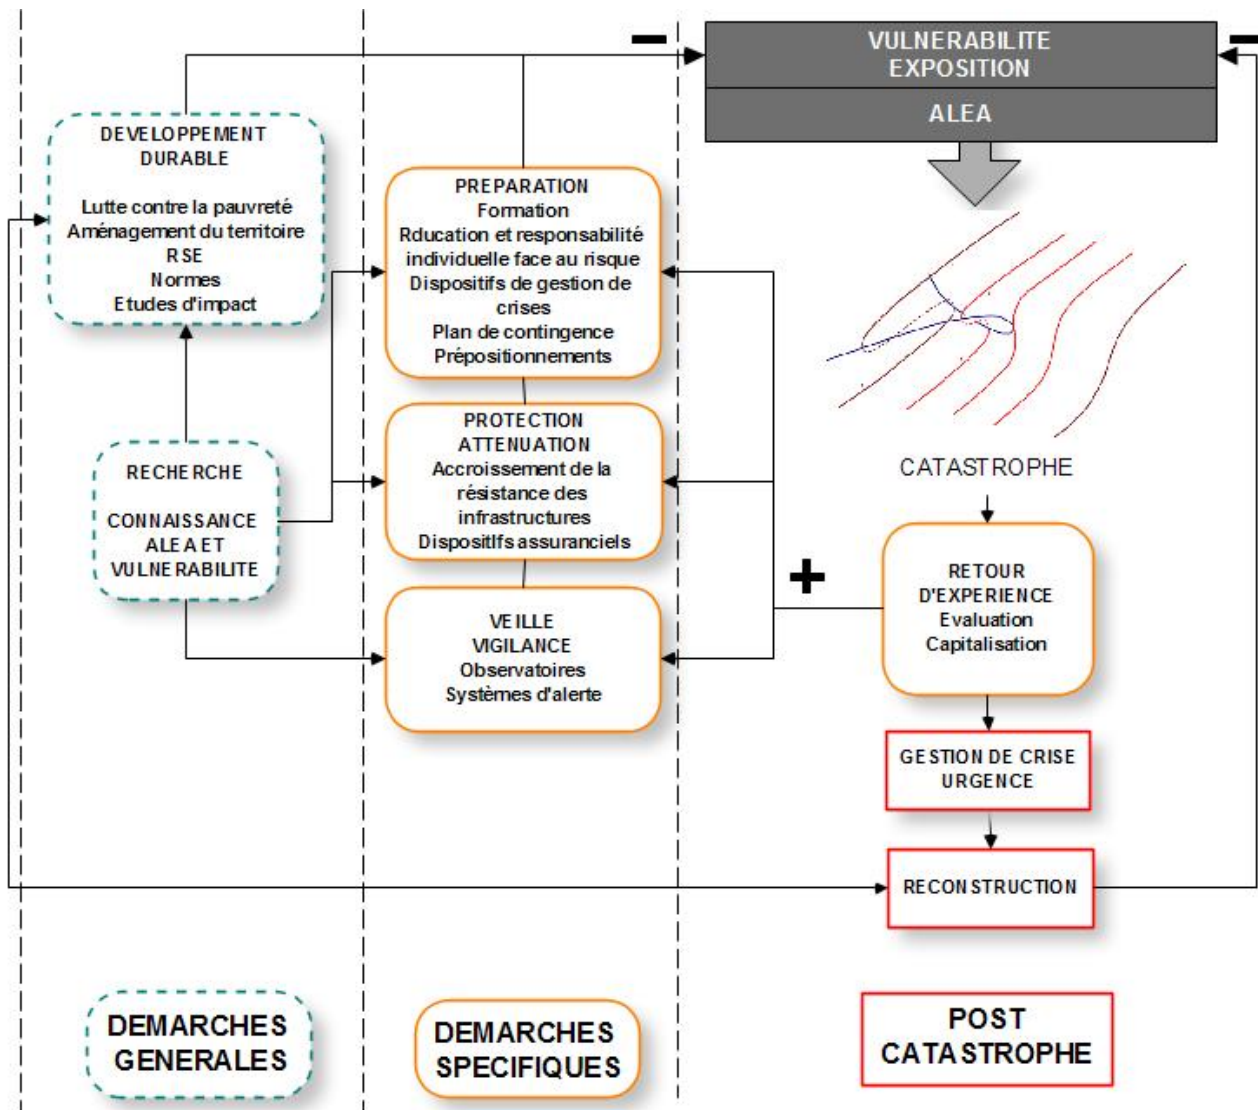 VULNERABILITE
EXPOSITION
ALEA
DEVELOPPEMENT
DURABLE
Lutte contre la pauvreté
Aménagement du territoire
RSE
Normes
Etudes d'impact
PREPARATION
Formation
Rducation et responsabilité
individuelle face au risque
Dispositifs de gestion de
crises
Plan de contingence
Prépositionnements
PROTECTION
ATTENUATION
Accroissement de la
résistance des
infrastructures
Dispositifs assuranciels
RECHERCHE
CONNAISSANCE
ALEA ET
VULNERABILITE
VEILLE
VIGILANCE
Observatoires
Systèmes d'alerte
CATASTROPHE
RETOUR
D'EXPERIENCE
Evaluation
Capitalisation
GESTION DE CRISE
URGENCE
RECONSTRUCTION
DEMARCHES
GENERALES
DEMARCHES
SPECIFIQUES
POST
CATASTROPHE